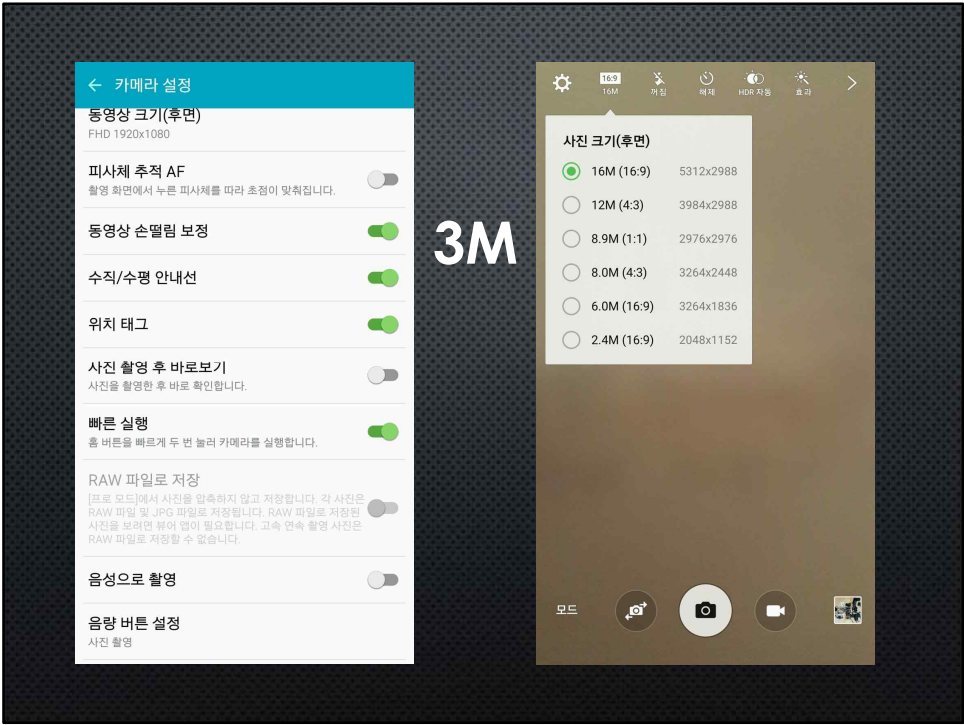 카메라 설정
동영상 크기(후면)
FHD 1920x1080
피사체 추적 AF
촬영 화면에서 누른 피사체를 따라 초점이 맞춰집니다.
동영상 손떨림 보정
수직/수평 안내선
위치 태그
사진 촬영 후 바로보기
사진을 촬영한 후 바로 확인합니다.
빠른 실행
홈 버튼을 빠르게 두 번 눌러 카메라를 실행합니다.
RAW 파일로 저장
[프로 모드]에서 사진을 압축하지 않고 저장합니다. 각 사진은
RAW 파일 및 JPG 파일로 저장됩니다. RAW 파일로 저장된
사진을 보려면 뷰어 앱이 필요합니다. 고속 연속 촬영 사진은
RAW 파일로 저장할 수 없습니다.
음성으로 촬영
음량 버튼 설정
사진 촬영
3M
16:9
16M
꺼짐
해제
HDR 자동
효과
사진 크기(후면)
16M (16:9) 5312x2988
12M (4:3) 3984x2988
8.9M (1:1) 2976x2976
8.0M (4:3) 3264x2448
6.0M (16:9) 3264x1836
2.4M (16:9) 2048x1152
모드